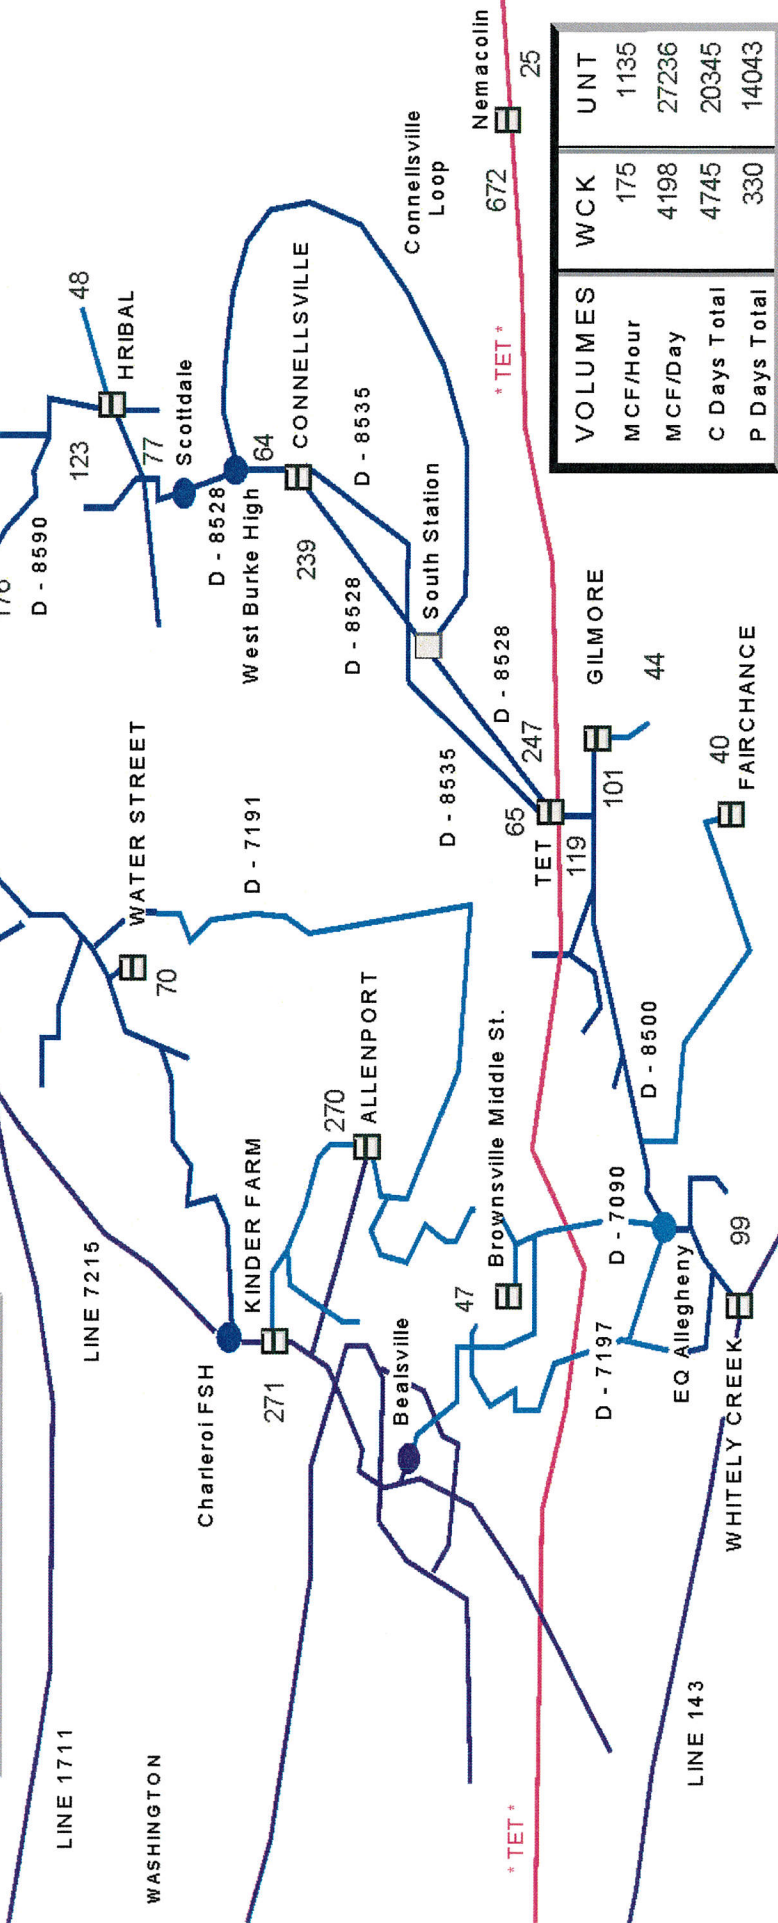 LINE 1711
WASHINGTON
LINE 7215
Charleroi FSH
KINDER FARM
271
WATER STREET
70
D - 7191
270
ALLENPORT
Bealsville
47
Brownsville Middle St.
D - 7197
D - 7090
EQ Allegheny
99
WHITELY CREEK
LINE 143
* TET *
D - 8500
TET
65
119
247
101
GILMORE
44
40
FAIRCHANCE
D - 8535
D - 8528
South Station
D - 8528
239
D - 8535
CONNELLSVILLE
64
West Burke High
D - 8528
Scottdale
77
123
HRIBAL
48
D - 8590
176
Connellsville
Loop
* TET *
672
Nemacolin
25
VOLUMES WCK UNT
MCF/Hour 175 1135
MCF/Day 4198 27236
C Days Total 4745 20345
P Days Total 330 14043